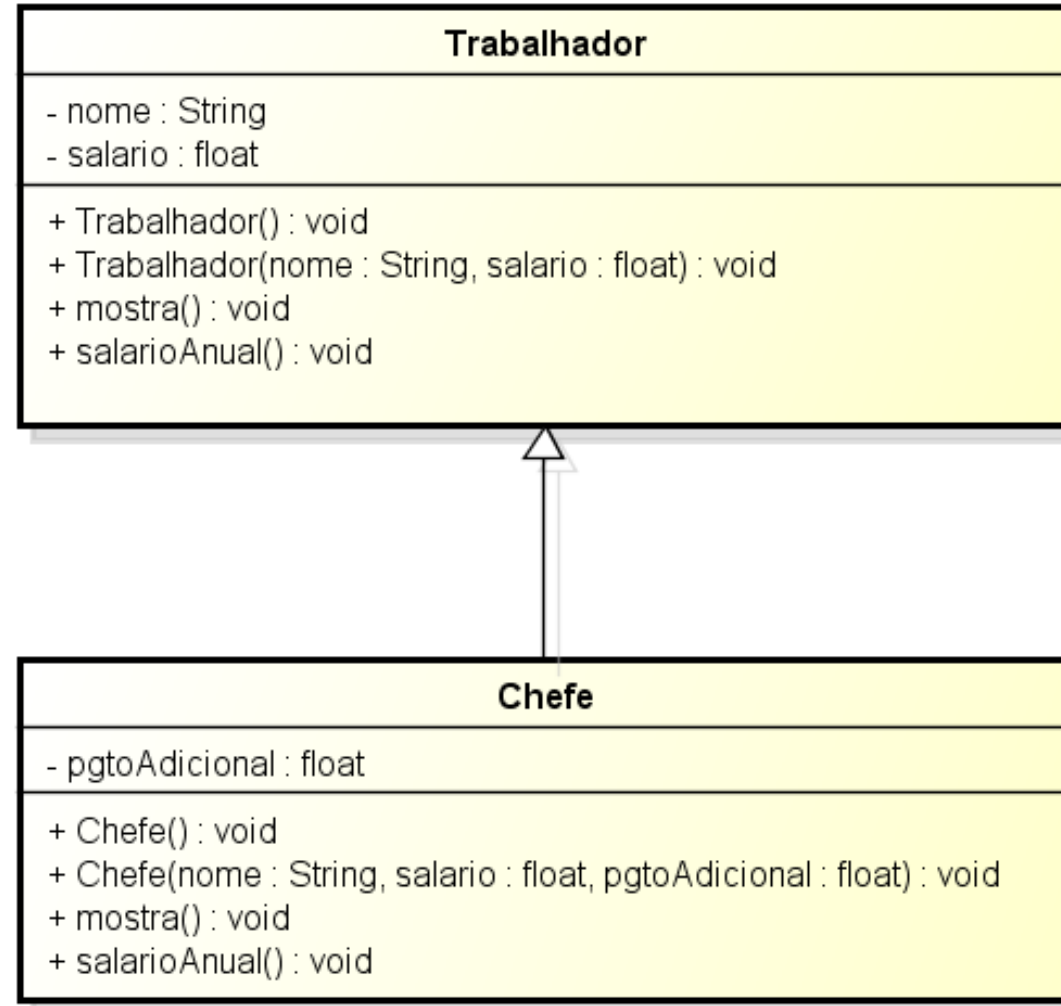 Trabalhador
- nome : String
- salario : float
+ Trabalhador() : void
+ Trabalhador(nome : String, salario : float) : void
+ mostra() : void
+ salarioAnual() : void
Chefe
- pgtoAdicional : float
+ Chefe() : void
+ Chefe(nome : String, salario : float, pgtoAdicional : float) : void
+ mostra() : void
+ salarioAnual() : void